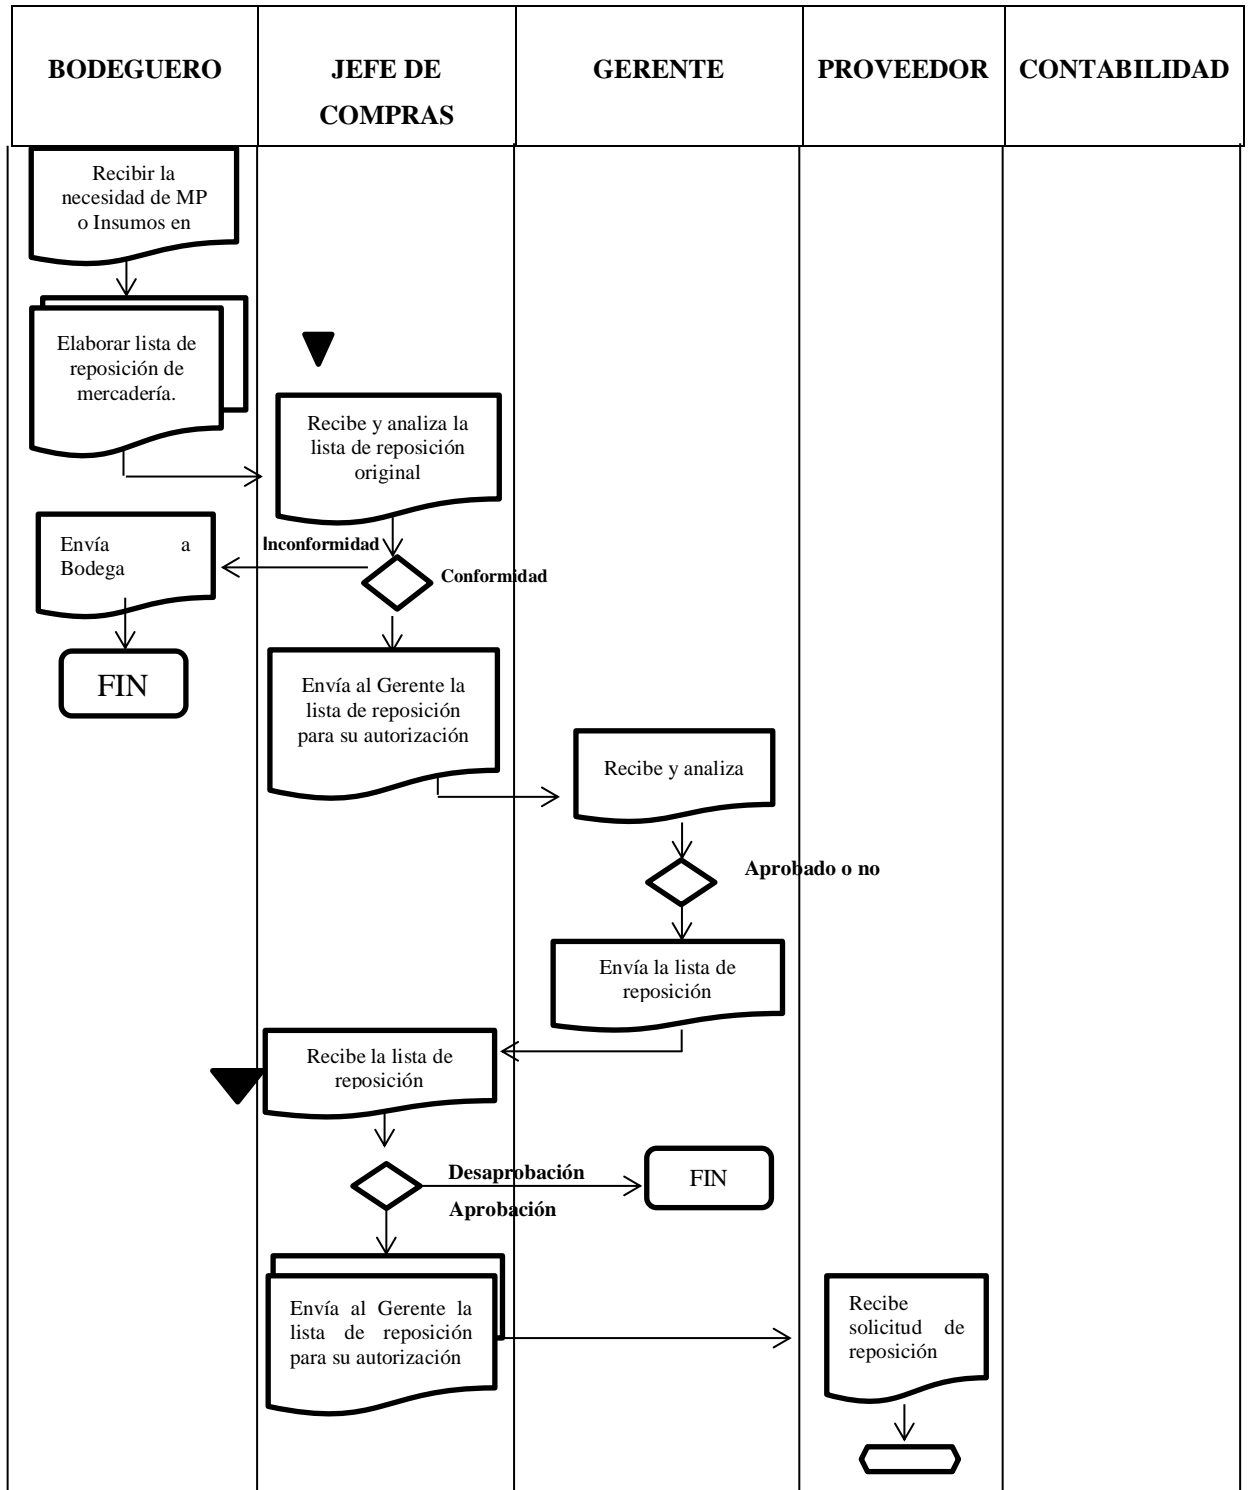 BODEGUERO
JEFE DE
COMPRAS
GERENTE
PROVEEDOR
CONTABILIDAD
Recibir la
necesidad de MP
o Insumos en
Elaborar lista de
reposición de
mercadería.
Recibe y analiza la
lista de reposición
original
Envía a
Bodega
Inconformidad
Conformidad
FIN
Envía al Gerente la
lista de reposición
para su autorización
Recibe y analiza
Aprobado o no
Envía la lista de
reposición
Recibe la lista de
reposición
Desaprobación
Aprobación
FIN
Envía al Gerente la
lista de reposición
para su autorización
Recibe
solicitud de
reposición